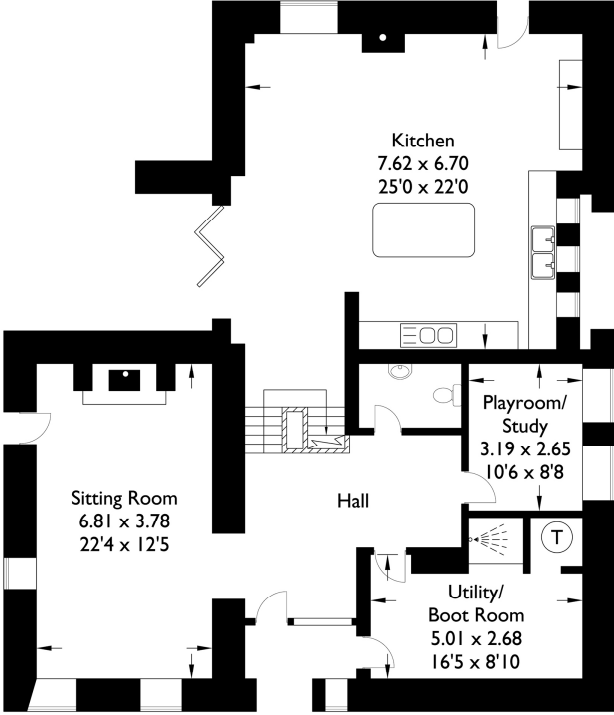 Kitchen
7.62 x 6.70
25'0 x 22'0
Playroom/
Study
3.19 x 2.65
10'6 x 8'8
Sitting Room
6.81 x 3.78
22'4 x 12'5
Hall
T
Utility/
Boot Room
5.01 x 2.68
16'5 x 8'10